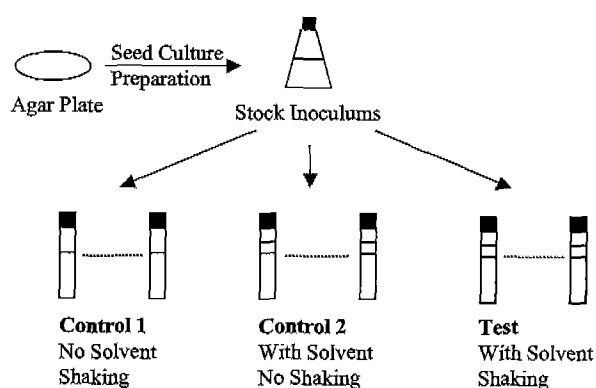 Seed Culture
Preparation
Agar Plate
Stock Inoculums
Control 1
No Solvent
Shaking
Control 2
With Solvent
No Shaking
Test
With Solvent
Shaking